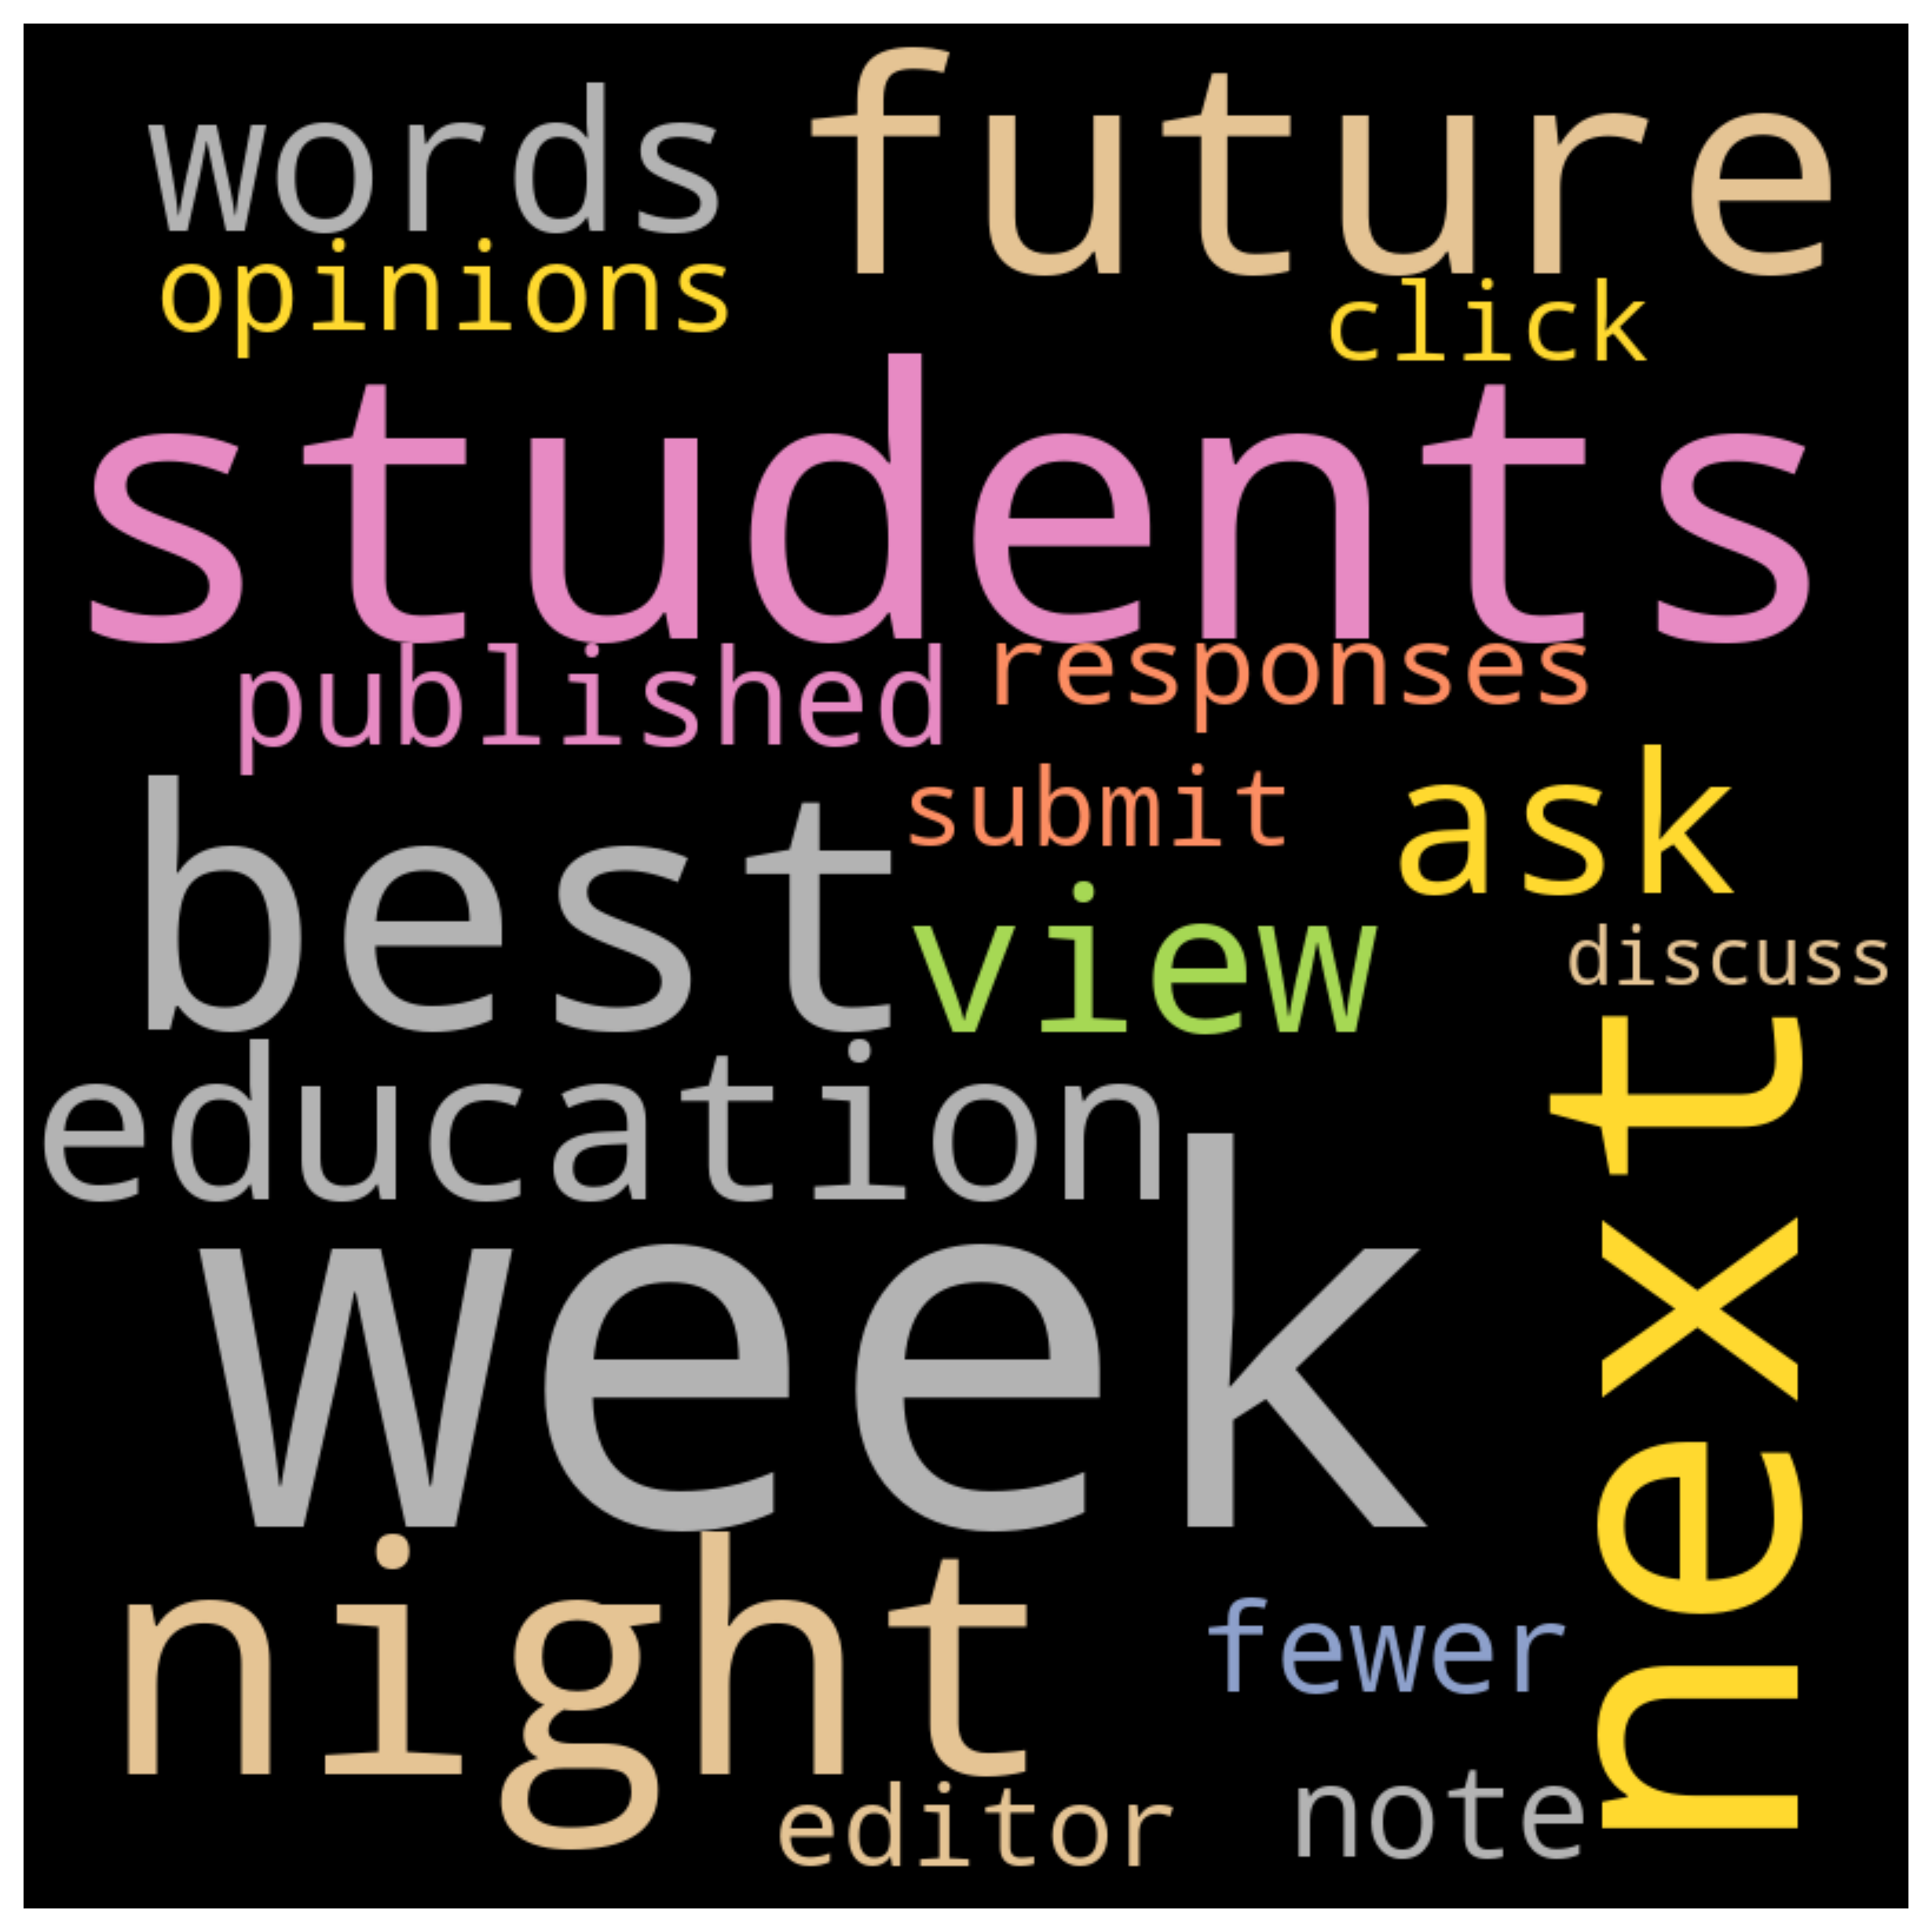 words future
opinions click
students
published responses
submit ask
best view
discuss
education
week
next
night
fewer
editor note